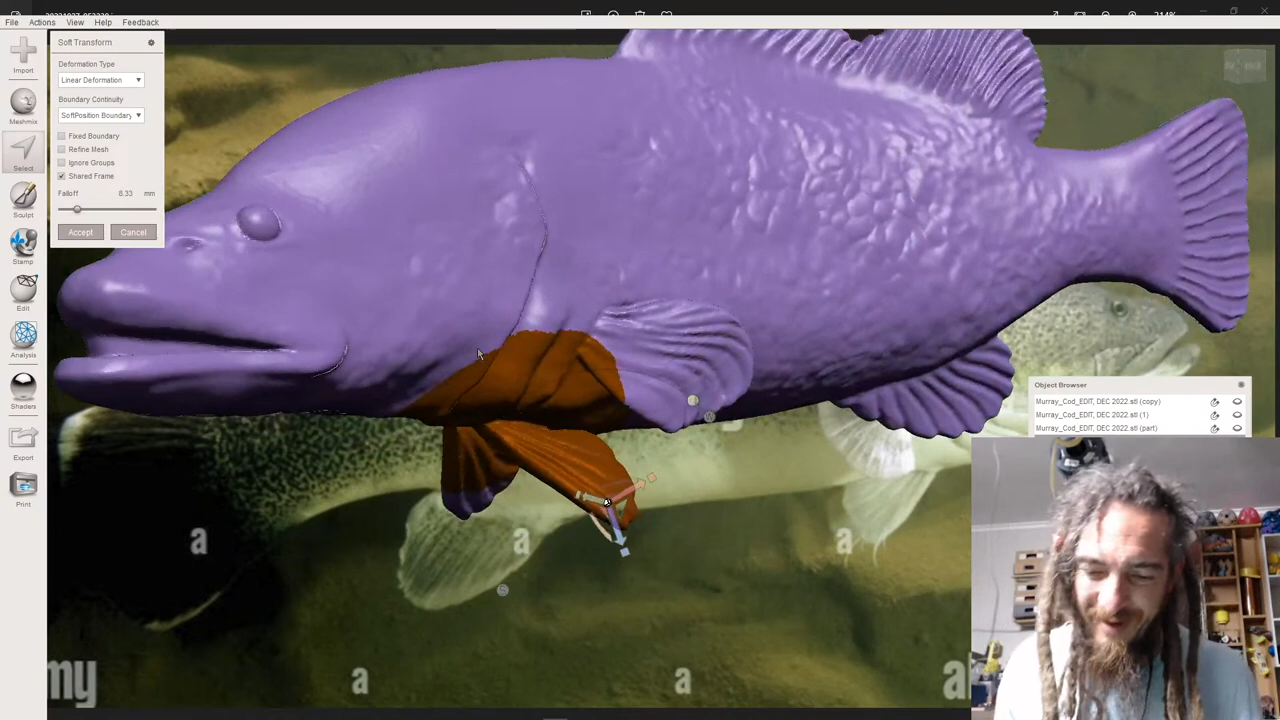 File Actions View Help Feedback
Soft Transform
Deformation Type
Linear Deformation
Boundary Continuity
SoftPosition Boundary
Fixed Boundary
Refine Mesh
Ignore Groups
Shared Frame
Falloff 8.33 mm
Accept Cancel
Import
Meshmix
Select
Sculpt
Stamp
Edit
Analysis
Shaders
Export
Print
Object Browser
Murray_Cod_EDIT, DEC 2022.stl (copy)
Murray_Cod_EDIT, DEC 2022.stl (1)
Murray_Cod_EDIT, DEC 2022.stl (part)
a a a
my a a a